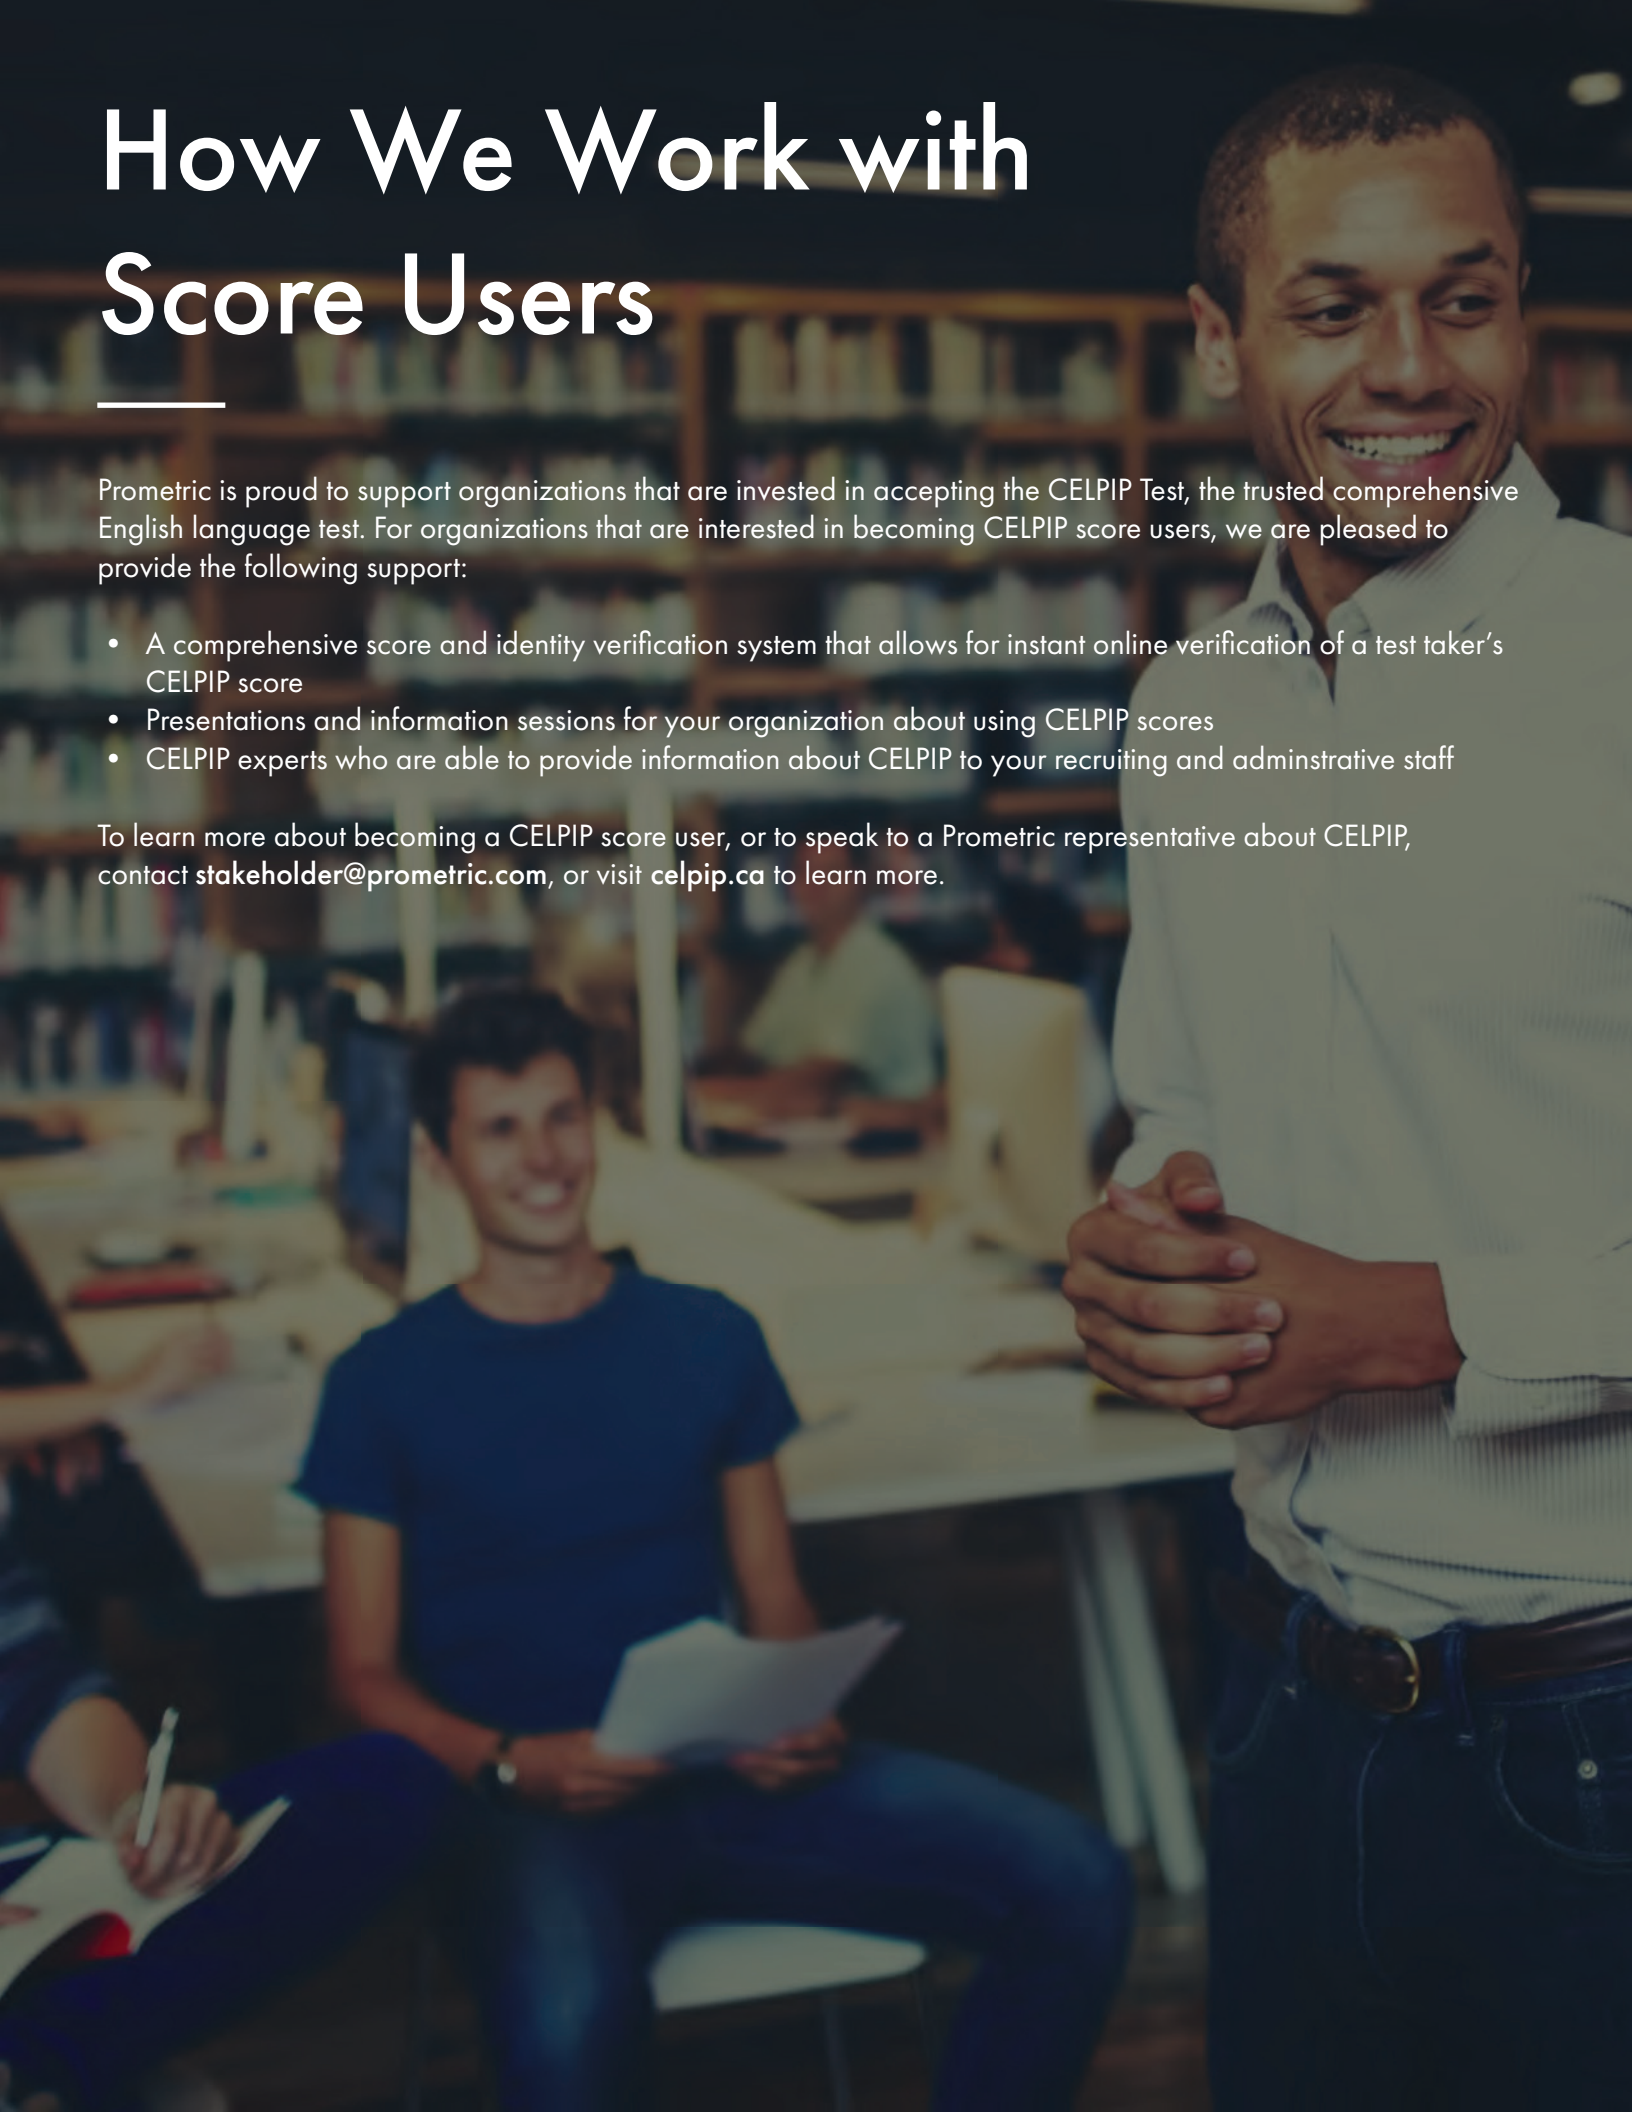 How We Work with
Score Users
Prometric is proud to support organizations that are invested in accepting the CELPIP Test, the trusted comprehensive
English language test. For organizations that are interested in becoming CELPIP score users, we are pleased to
provide the following support:
• A comprehensive score and identity verification system that allows for instant online verification of a test taker’s
CELPIP score
• Presentations and information sessions for your organization about using CELPIP scores
• CELPIP experts who are able to provide information about CELPIP to your recruiting and adminstrative staff
To learn more about becoming a CELPIP score user, or to speak to a Prometric representative about CELPIP,
contact stakeholder@prometric.com, or visit celpip.ca to learn more.